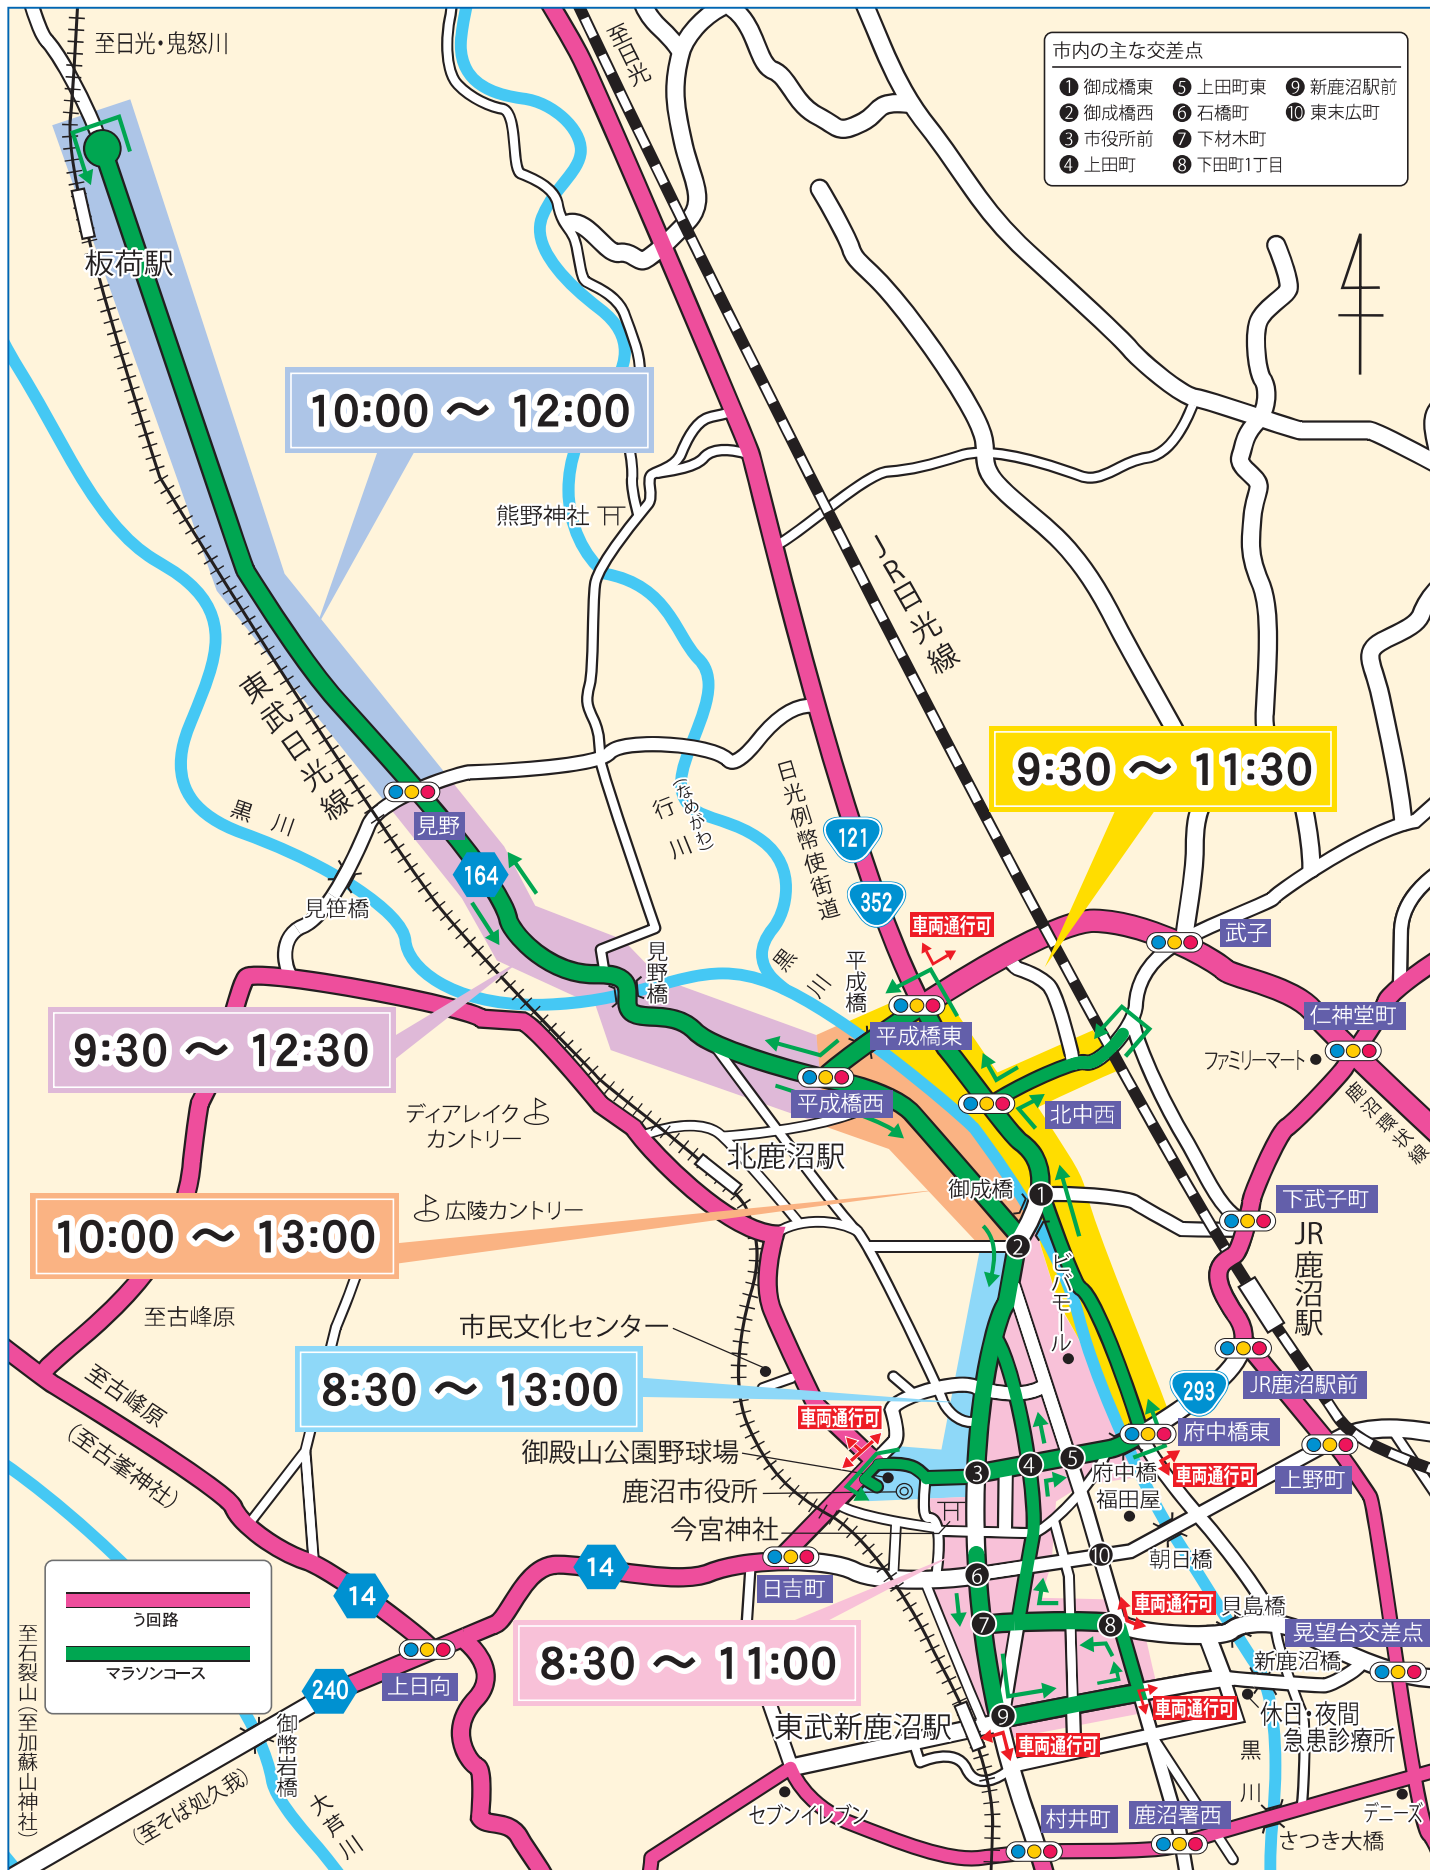 至日光・鬼怒川
至日光
市内の主な交差点
❶ 御成橋東
❷ 御成橋西
❸ 市役所前
❹ 上田町
❺ 上田町東
❻ 石橋町
❼ 下材木町
❽ 下田町1丁目
❾ 新鹿沼駅前
❿ 東末広町
板荷駅
10:00 ～ 12:00
熊野神社
JR日光線
東武日光線
9:30 ～ 11:30
黒川
見野
164
見笹橋
行川
(なめがわ)
日光例幣使街道
121
352
車両通行可
武子
見野橋
黒川
平成橋
平成橋東
仁神堂町
ファミリーマート
鹿沼環状線
9:30 ～ 12:30
平成橋西
北中西
ディアレイク
カントリー
北鹿沼駅
御成橋
1
下武子町
広陵カントリー
10:00 ～ 13:00
2
JR鹿沼駅
ビバモール
至古峰原
市民文化センター
8:30 ～ 13:00
至古峰原
(至古峯神社)
293
JR鹿沼駅前
車両通行可
府中橋東
御殿山公園野球場
3
4
5
府中橋
車両通行可
上野町
鹿沼市役所
福田屋
今宮神社
朝日橋
10
日吉町
14
14
6
う回路
マラソンコース
7
8
車両通行可
貝島橋
晃望台交差点
8:30 ～ 11:00
新鹿沼橋
上日向
240
至石裂山(至加蘇山神社)
御幣岩橋
東武新鹿沼駅
9
車両通行可
車両通行可
休日・夜間
急患診療所
黒川
(至そば処久我)
大芦川
セブンイレブン
村井町
鹿沼署西
デニーズ
さつき大橋